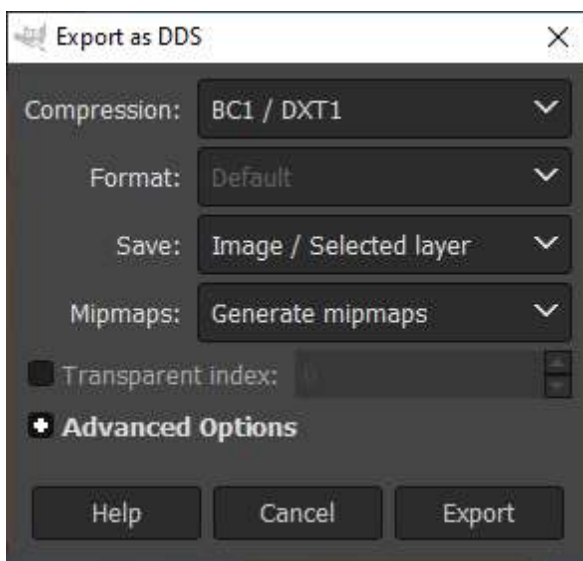 Export as DDS
Compression: BC1 / DXT1
Format: Default
Save: Image / Selected layer
Mipmaps: Generate mipmaps
Transparent index: 0
Advanced Options
Help Cancel Export